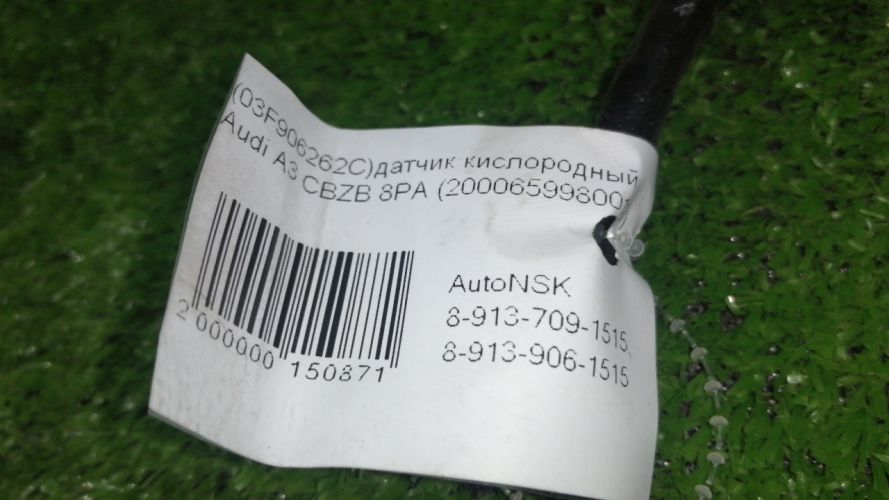 (03F906262C)датчик кислородный
Audi A3 CBZB 8PA
AutoNSK
8-913-709-1515,
8-913-906-1515
2 000000 150871